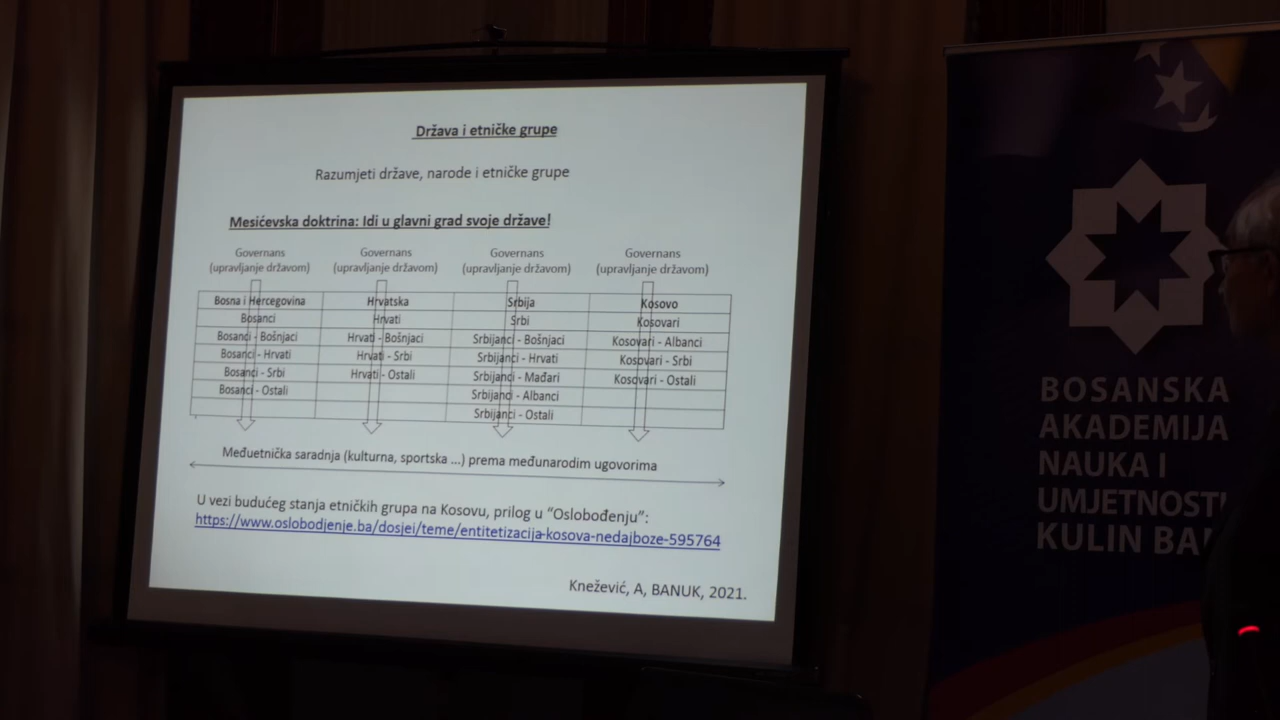 Država i etničke grupe
Razumjeti države, narode i etničke grupe
Mesićevska doktrina: Idi u glavni grad svoje države!
Governans Governans Governans Governans
(upravljanje državom) (upravljanje državom) (upravljanje državom) (upravljanje državom)
Bosna i Hercegovina Hrvatska Srbija Kosovo
Bosanci Hrvati Srbi Kosovari
Bosanci - Bošnjaci Hrvati - Bošnjaci Srbijanci - Bošnjaci Kosovari - Albanci
Bosanci - Hrvati Hrvati - Srbi Srbijanci - Hrvati Kosovari - Srbi
Bosanci - Srbi Hrvati - Ostali Srbijanci - Mađari Kosovari - Ostali
Bosanci - Ostali Srbijanci - Albanci
Srbijanci - Ostali
Međuetnička saradnja (kulturna, sportska ...) prema međunarodim ugovorima
U vezi budućeg stanja etničkih grupa na Kosovu, prilog u “Oslobođenju”:
https://www.oslobodjenje.ba/dosjei/teme/entitetizacija-kosova-nedajboze-595764
Knežević, A, BANUK, 2021.
BOSANSKA
AKADEMIJA
NAUKA I
UMJETNOSTI
KULIN BA